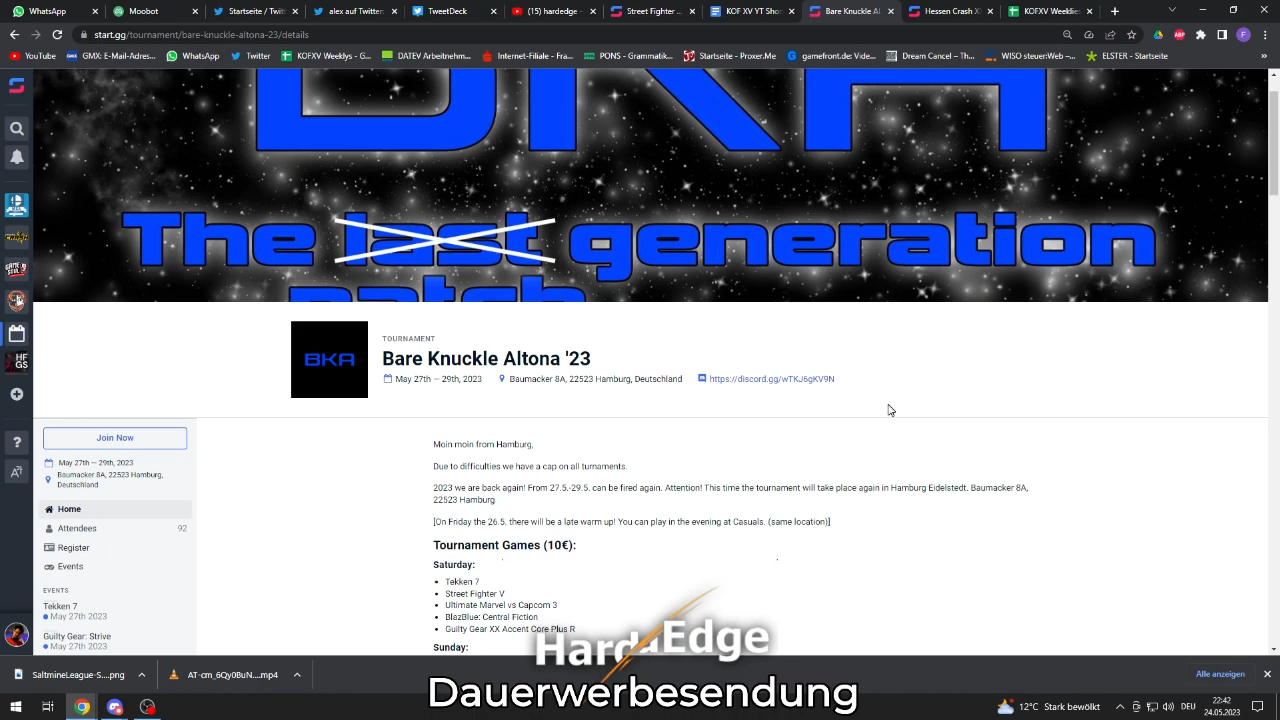 WhatsApp
Moobot
Startseite / Twit
alex auf Twitter:
TweetDeck
(15) hardedge -
Street Fighter ...
KOF XV VT Shor
Bare Knuckle Al
Hessen Crash X
KOFXV Weeklies
start.gg/tournament/bare-knuckle-altona-23/details
YouTube
GMX: E-Mail-Adres...
WhatsApp
Twitter
KOFXV Weeklys – G...
DATEV Arbeitnehm...
Internet-Filiale - Fra...
PONS - Grammatik...
Startseite - Proxer.Me
gamefront.de: Vide...
Dream Cancel – Th...
WISO steuer:Web –...
ELSTER - Startseite
BKA
The last generation
patch
BKA
TOURNAMENT
Bare Knuckle Altona '23
May 27th — 29th, 2023
Baumacker 8A, 22523 Hamburg, Deutschland
https://discord.gg/wTKJ6gKV9N
Join Now
May 27th — 29th, 2023
Baumacker 8A, 22523 Hamburg,
Deutschland
Home
Attendees 92
Register
Events
EVENTS
Tekken 7
May 27th 2023
Guilty Gear: Strive
May 27th 2023
Moin moin from Hamburg,
Due to difficulties we have a cap on all turnaments.
2023 we are back again! From 27.5.-29.5. can be fired again. Attention! This time the tournament will take place again in Hamburg Eidelstedt. Baumacker 8A,
22523 Hamburg
[On Friday the 26.5. there will be a late warm up! You can play in the evening at Casuals. (same location)]
Tournament Games (10€):
Saturday:
Tekken 7
Street Fighter V
Ultimate Marvel vs Capcom 3
BlazBlue: Central Fiction
Guilty Gear XX Accent Core Plus R
Sunday:
HardEdge
Dauerwerbesendung
SaltmineLeague-S....png
AT-cm_6Qy0BuN....mp4
Alle anzeigen
12°C Stark bewölkt
DEU
22:42
24.05.2023